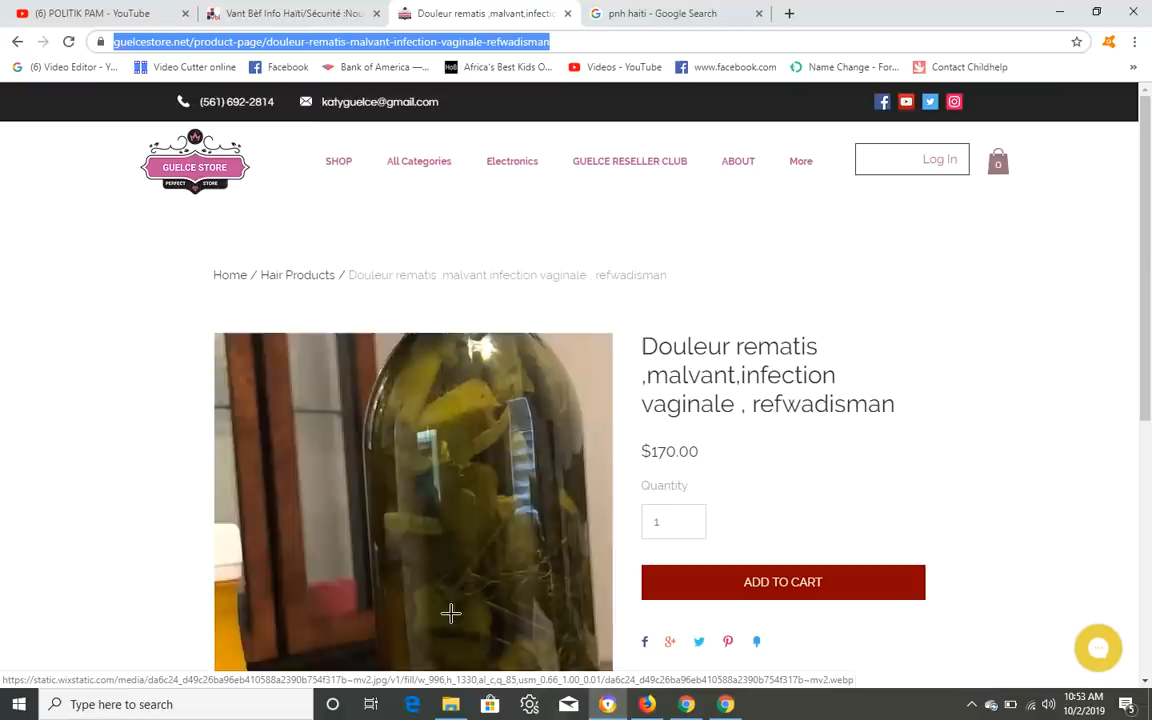 (6) POLITIK PAM - YouTube
Vant Bèf Info Haïti/Sécurité :Nou
Douleur rematis ,malvant,infectio
pnh haiti - Google Search
guelcestore.net/product-page/douleur-rematis-malvant-infection-vaginale-refwadisman
(6) Video Editor - Y...
Video Cutter online
Facebook
Bank of America —...
Africa's Best Kids O...
Videos - YouTube
www.facebook.com
Name Change - For...
Contact Childhelp
(561) 692-2814
katyguelce@gmail.com
GUELCE STORE
PERFECT STORE
SHOP
All Categories
Electronics
GUELCE RESELLER CLUB
ABOUT
More
Log In
0
Home / Hair Products / Douleur rematis malvant infection vaginale . refwadisman
Douleur rematis
,malvant,infection
vaginale , refwadisman
$170.00
Quantity
1
ADD TO CART
https://static.wixstatic.com/media/da6c24_d49c26ba96eb410588a2390b754f317b~mv2.jpg/v1/fill/w_996,h_1330,al_c,q_85,usm_0.66_1.00_0.01/da6c24_d49c26ba96eb410588a2390b754f317b~mv2.webp
Type here to search
10:53 AM
10/2/2019
5